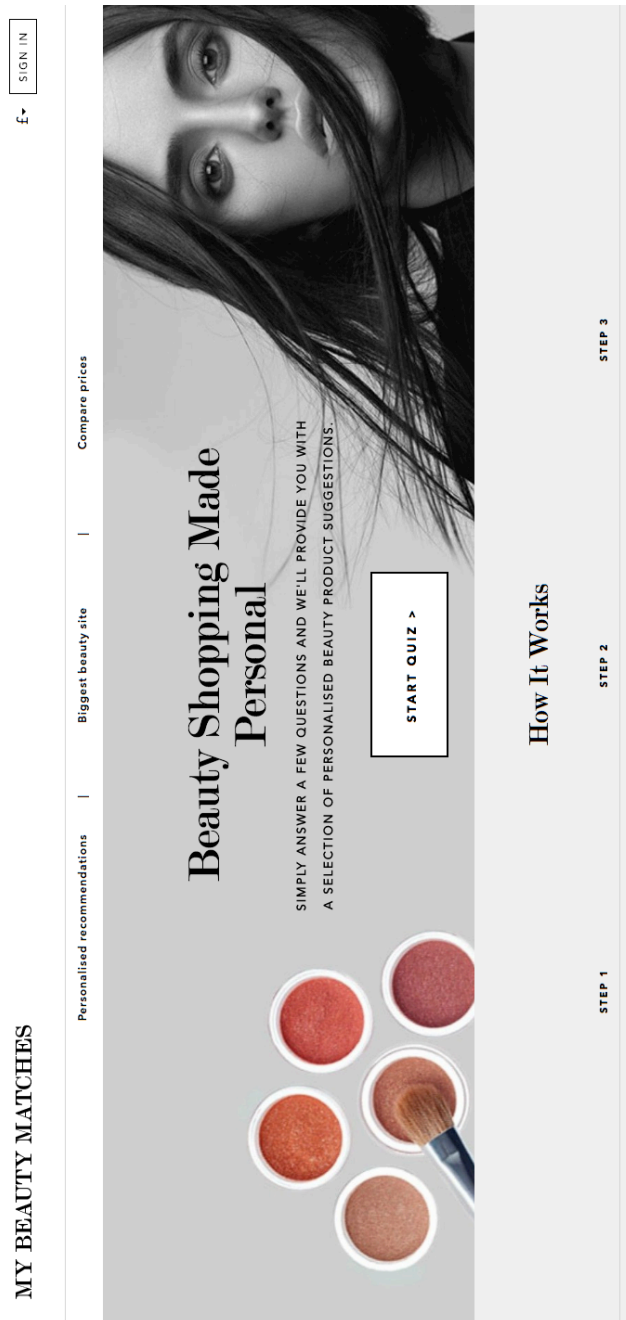 MY BEAUTY MATCHES
£
SIGN IN
Personalised recommendations | Biggest beauty site | Compare prices
Beauty Shopping Made
Personal
SIMPLY ANSWER A FEW QUESTIONS AND WE'LL PROVIDE YOU WITH
A SELECTION OF PERSONALISED BEAUTY PRODUCT SUGGESTIONS.
START QUIZ >
How It Works
STEP 1
STEP 2
STEP 3